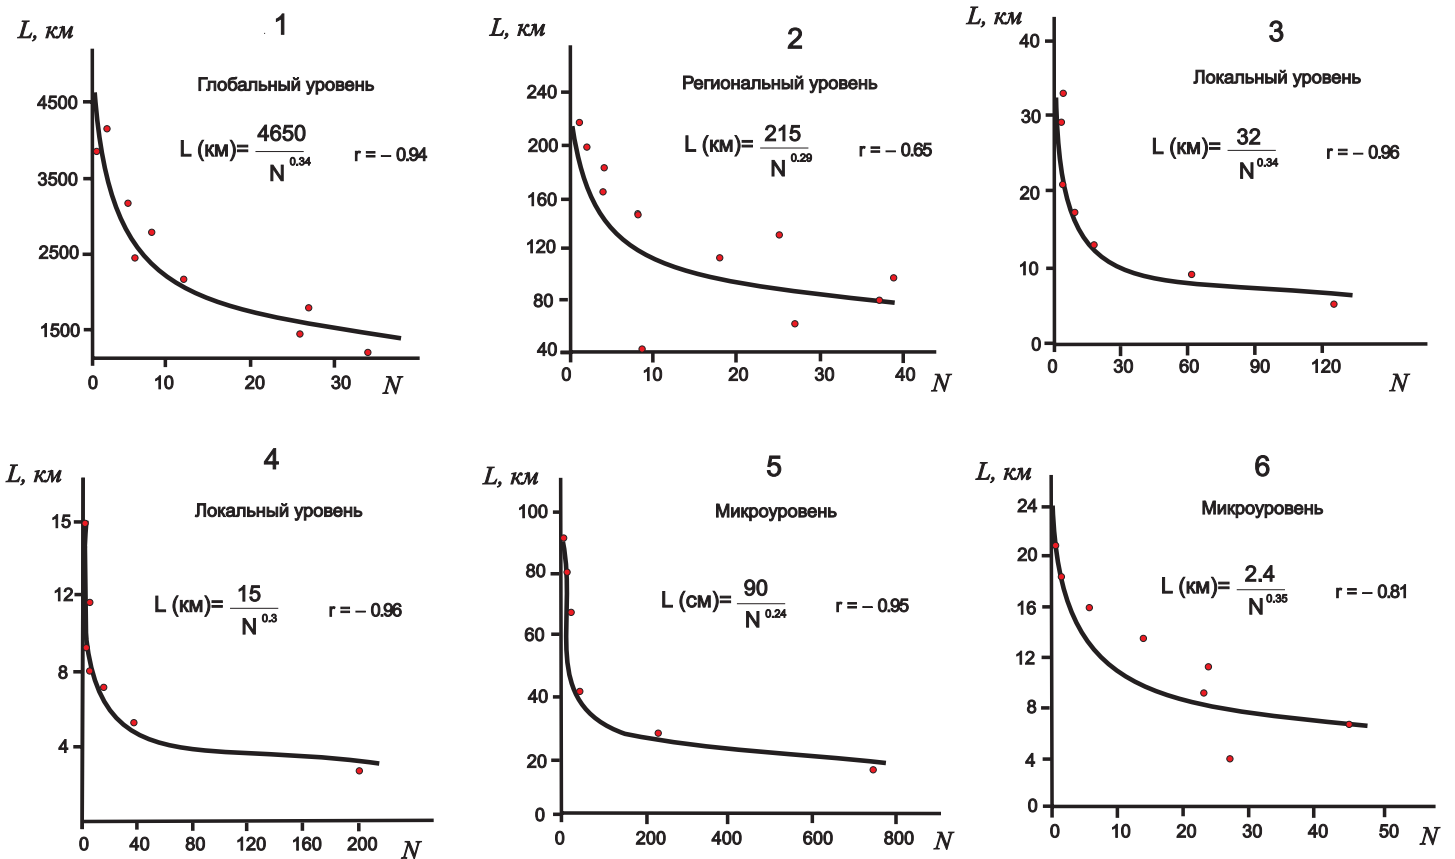 1
L, км
Глобальный уровень
L (км)= 4650 / N^0.34
r = – 0.94
4500
3500
2500
1500
0 10 20 30 N
2
L, км
Региональный уровень
L (км)= 215 / N^0.29
r = – 0.65
240
200
160
120
80
40
0 10 20 30 40 N
3
L, км
Локальный уровень
L (км)= 32 / N^0.34
r = – 0.96
40
30
20
10
0
0 30 60 90 120 N
4
L, км
Локальный уровень
L (км)= 15 / N^0.3
r = – 0.96
15
12
8
4
0 40 80 120 160 200 N
5
L, км
Микроуровень
L (см)= 90 / N^0.24
r = – 0.95
100
80
60
40
20
0
0 200 400 600 800 N
6
L, км
Микроуровень
L (км)= 2.4 / N^0.35
r = – 0.81
24
20
16
12
8
4
0
0 10 20 30 40 50 N